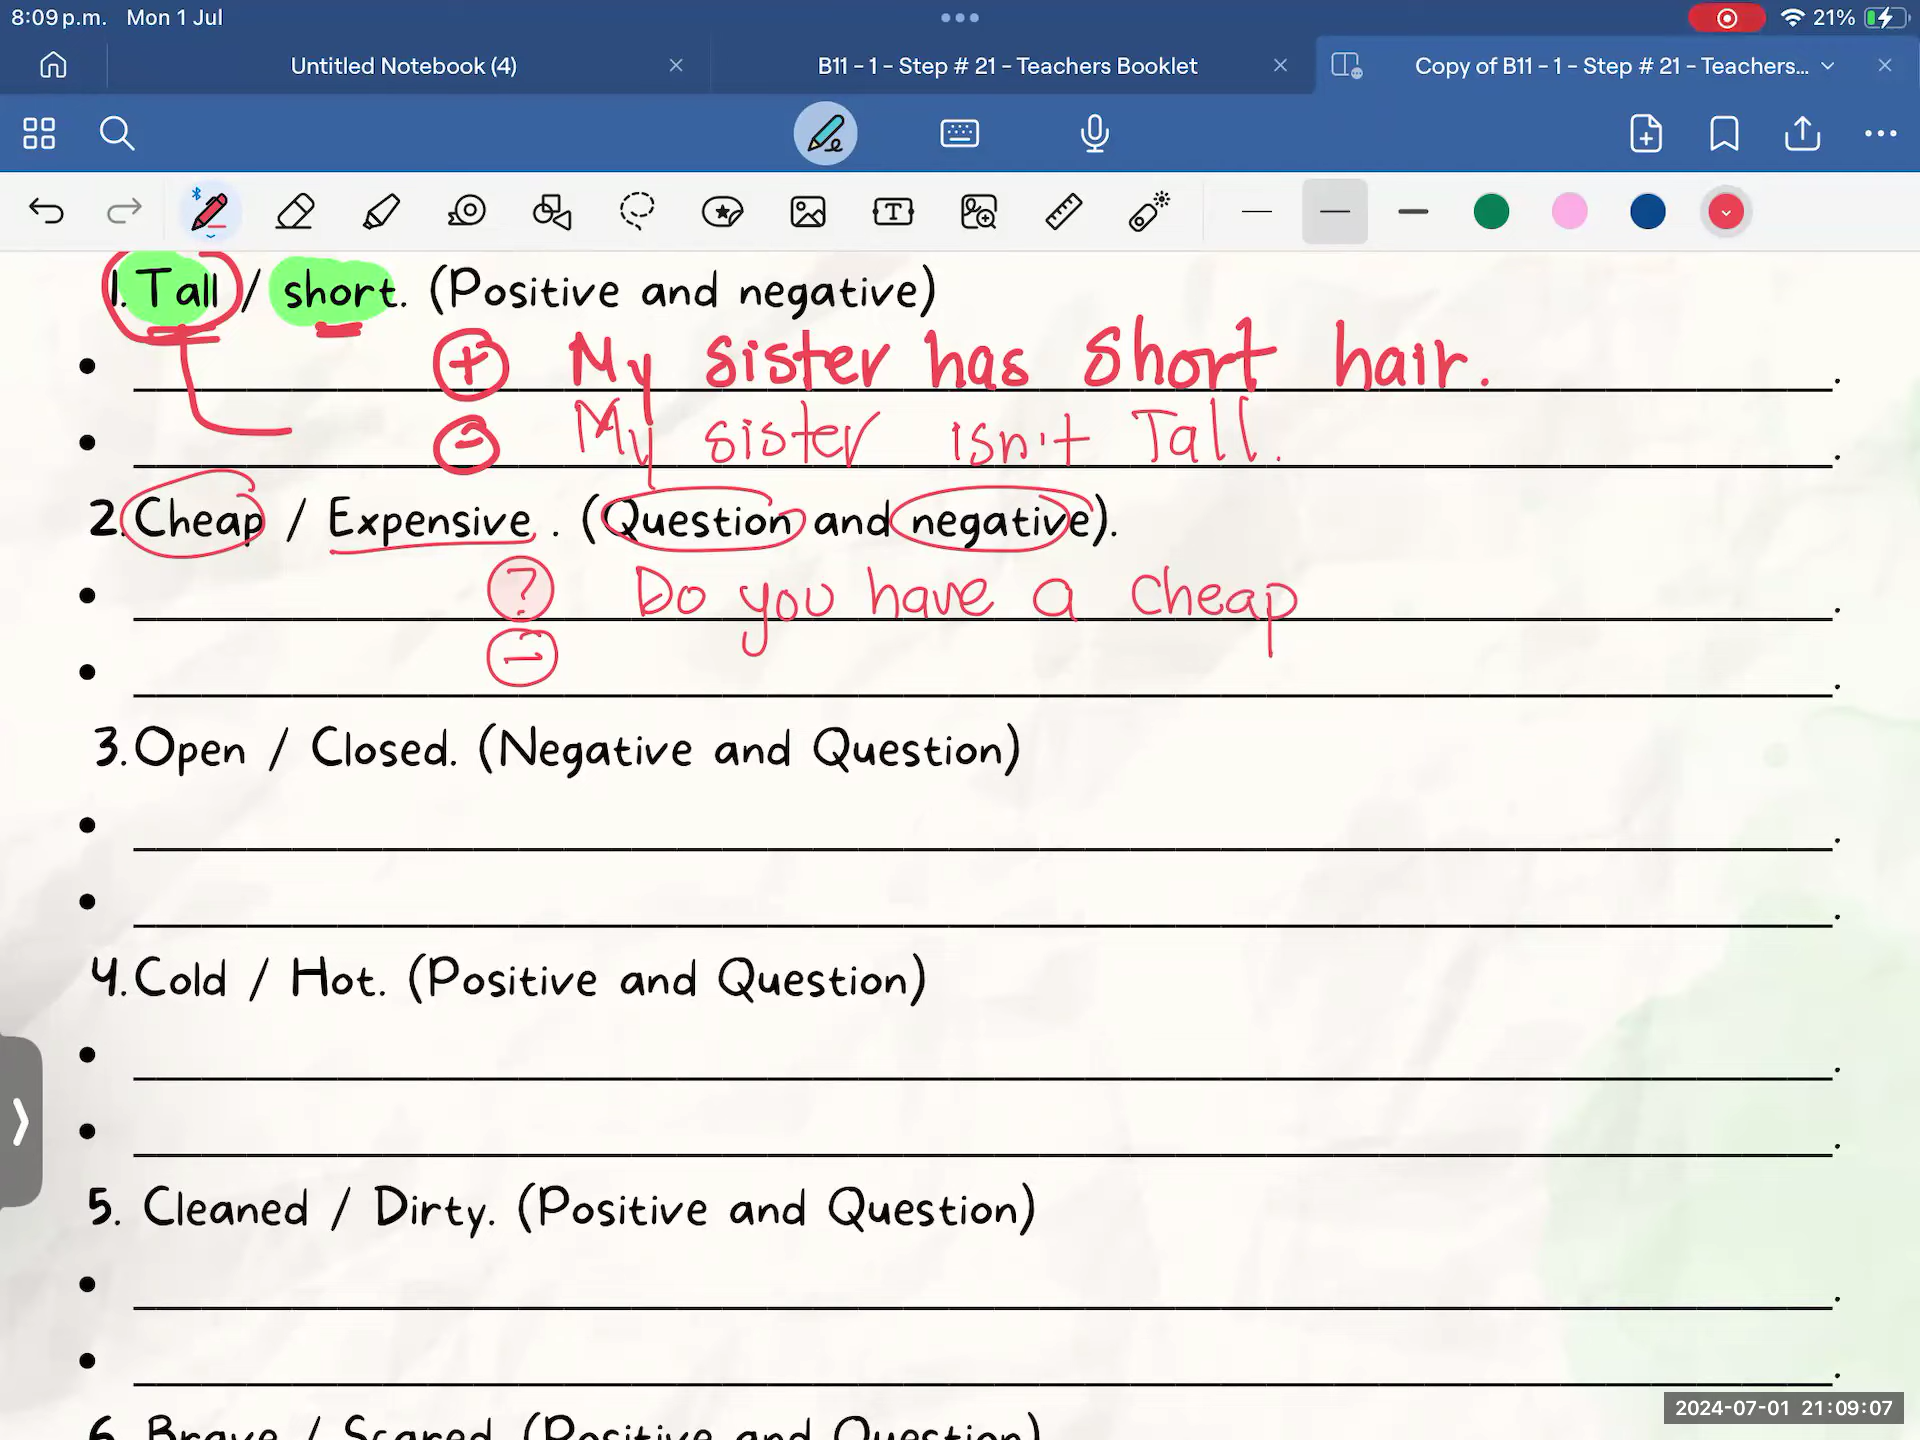 8:09 p.m. Mon 1 Jul
21%
Untitled Notebook (4)
B11 - 1 - Step # 21 - Teachers Booklet
Copy of B11 - 1 - Step # 21 - Teachers...
1. Tall / short. (Positive and negative)
+ My sister has short hair.
- My sister isn't Tall.
2. Cheap / Expensive . (Question and negative).
? Do you have a cheap
-
3. Open / Closed. (Negative and Question)
4. Cold / Hot. (Positive and Question)
5. Cleaned / Dirty. (Positive and Question)
6. Brave / Scared. (Positive and Question)
2024-07-01 21:09:07